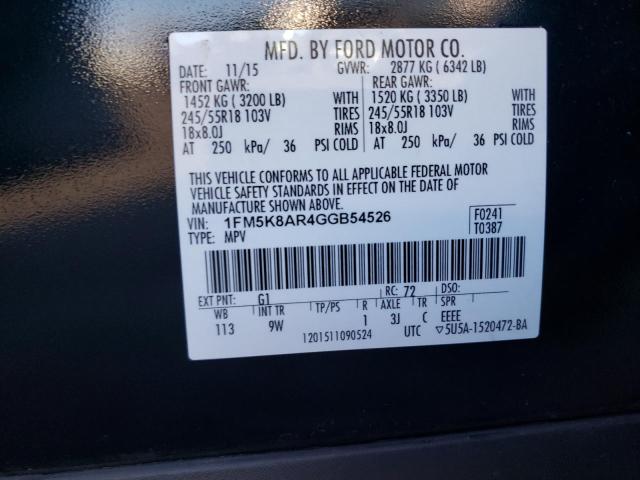 MFD. BY FORD MOTOR CO.
DATE: 11/15 GVWR: 2877 KG ( 6342 LB)
FRONT GAWR: REAR GAWR:
1452 KG ( 3200 LB) WITH 1520 KG ( 3350 LB) WITH
245/55R18 103V TIRES 245/55R18 103V TIRES
18x8.0J RIMS 18x8.0J RIMS
AT 250 kPa/ 36 PSI COLD AT 250 kPa/ 36 PSI COLD
THIS VEHICLE CONFORMS TO ALL APPLICABLE FEDERAL MOTOR
VEHICLE SAFETY STANDARDS IN EFFECT ON THE DATE OF
MANUFACTURE SHOWN ABOVE.
VIN: 1FM5K8AR4GGB54526 F0241
TYPE: MPV T0387
EXT PNT: G1 RC: 72 DSO:
WB INT TR TP/PS R AXLE TR SPR
113 9W 1 3J C EEEE
1201511090524 UTC ▽5U5A-1520472-BA